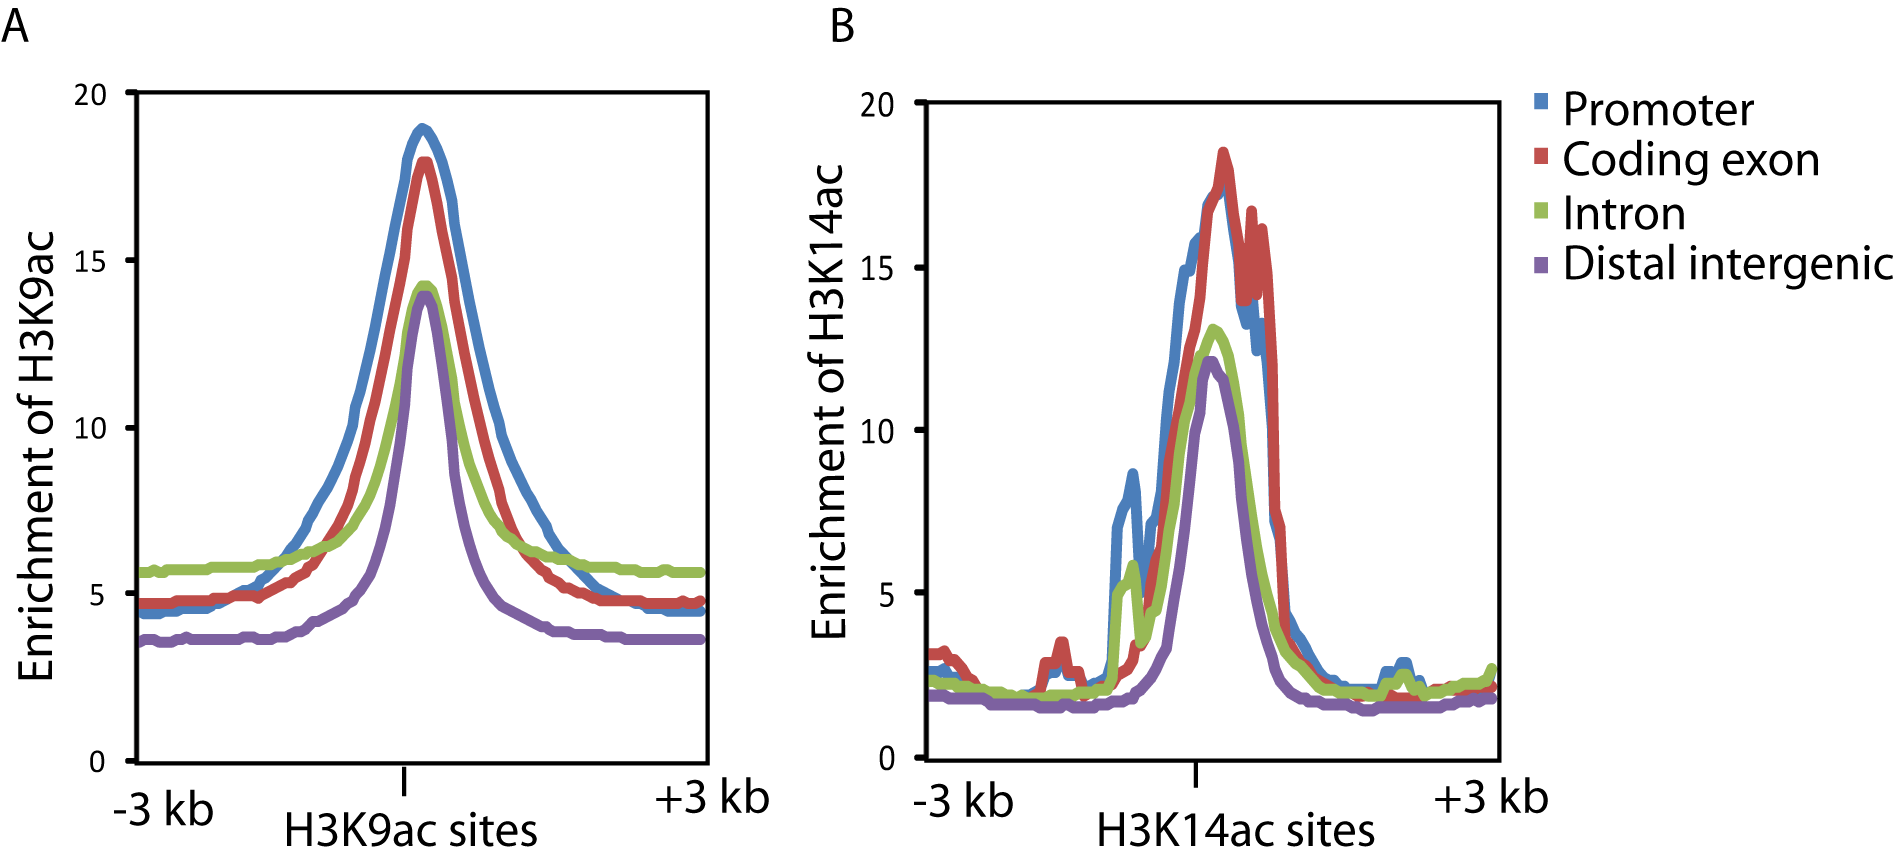 A
Enrichment of H3K9ac
20
15
10
5
0
-3 kb
H3K9ac sites
+3 kb
B
Enrichment of H3K14ac
20
15
10
5
0
-3 kb
H3K14ac sites
+3 kb
Promoter
Coding exon
Intron
Distal intergenic